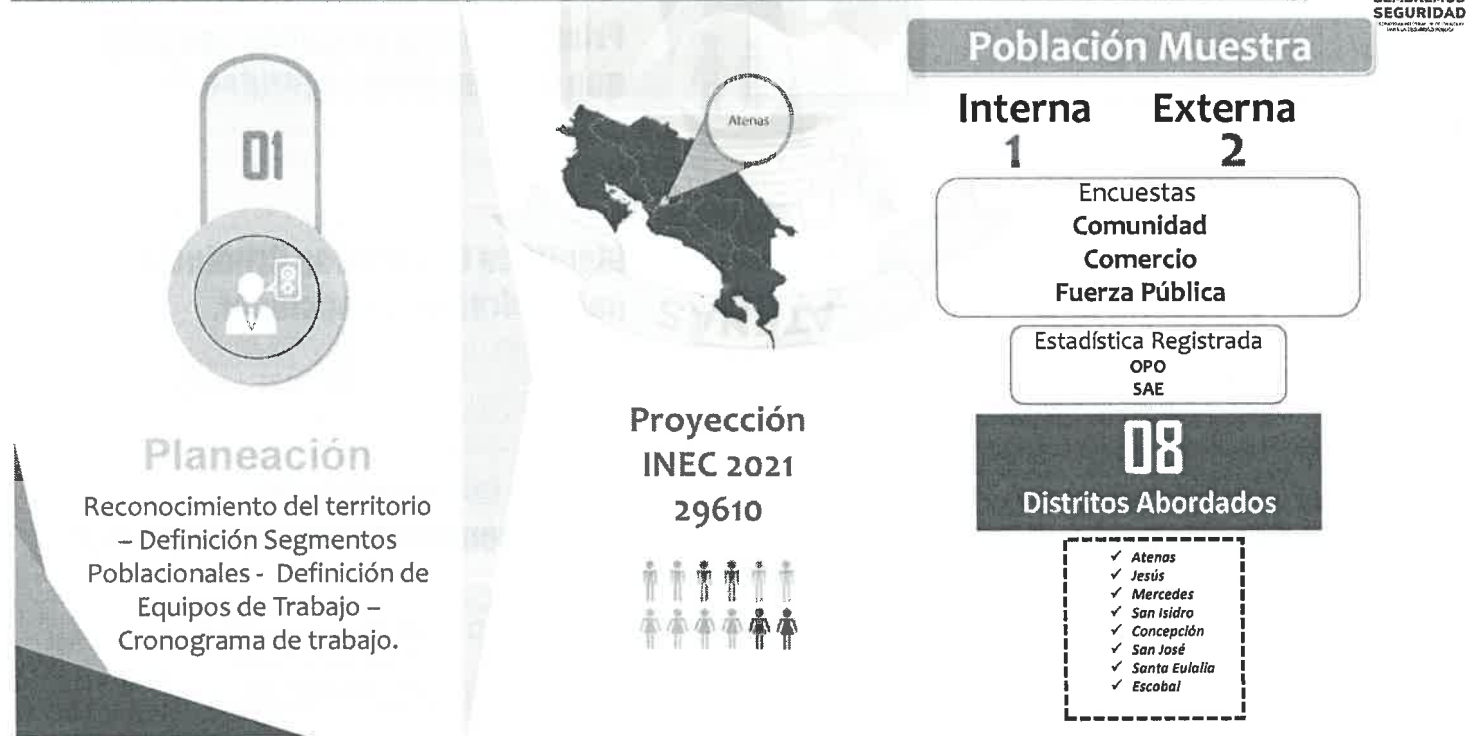 SEGURIDAD
01
Planeación
Reconocimiento del territorio
– Definición Segmentos
Poblacionales - Definición de
Equipos de Trabajo –
Cronograma de trabajo.
Atenas
Proyección
INEC 2021
29610
Población Muestra
Interna Externa
1 2
Encuestas
Comunidad
Comercio
Fuerza Pública
Estadística Registrada
OPO
SAE
08
Distritos Abordados
✓ Atenas
✓ Jesús
✓ Mercedes
✓ San Isidro
✓ Concepción
✓ San José
✓ Santa Eulalia
✓ Escobal